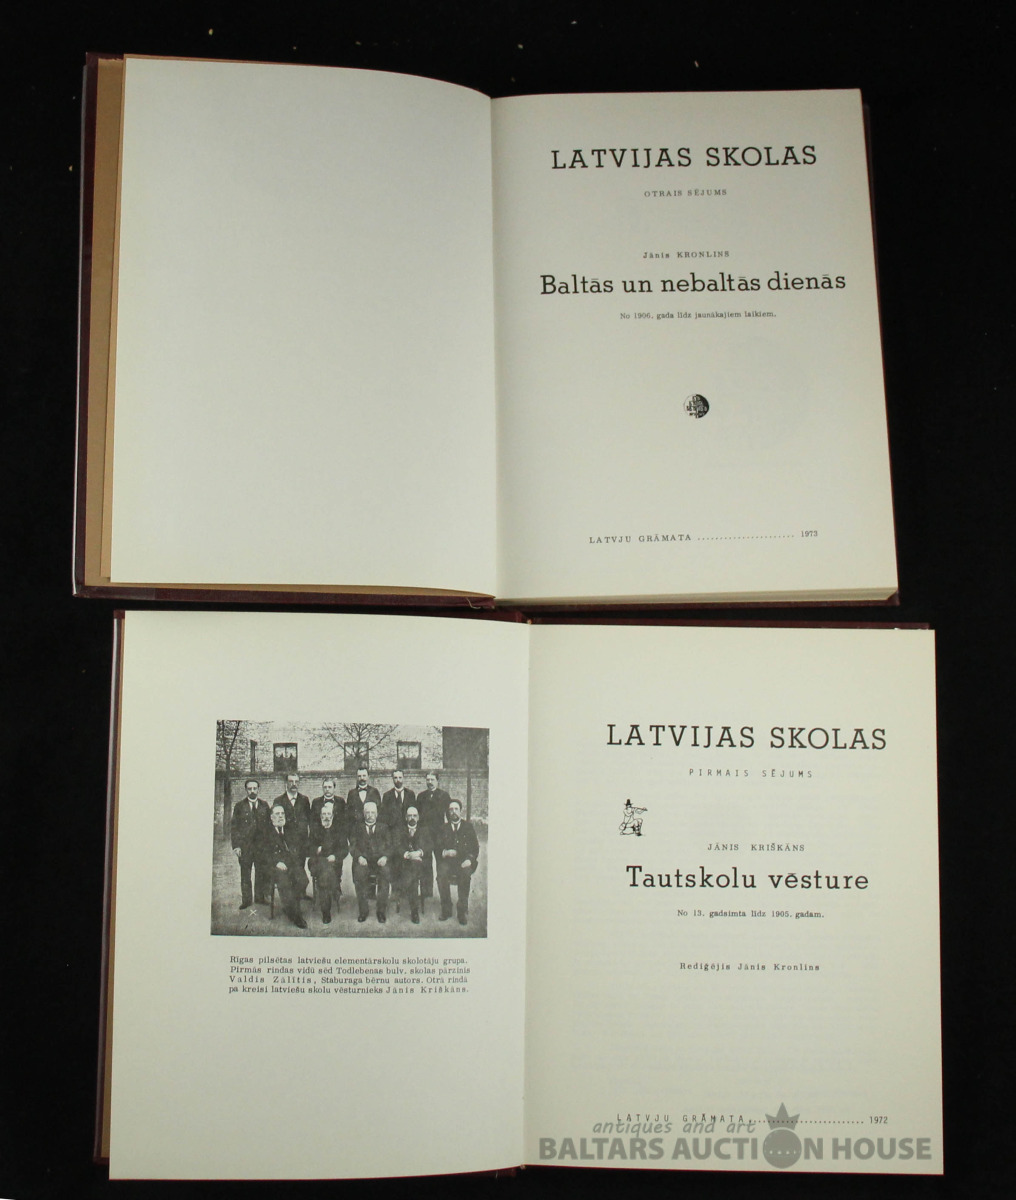 LATVIJAS SKOLAS
OTRAIS SĒJUMS
Jānis KRONLINS
Baltās un nebaltās dienās
No 1906. gada līdz jaunākajiem laikiem.
LATVJU GRĀMATA ...................... 1973
Rīgas pilsētas latviešu elementārskolu skolotāju grupa.
Pirmās rindas vidū sēd Todlebenas bulv. skolas pārzinis
Valdis Zālītis, Staburaga bērnu autors. Otrā rindā
pa kreisi latviešu skolu vēsturnieks Jānis Kriškāns.
LATVIJAS SKOLAS
PIRMAIS SĒJUMS
JĀNIS KRIŠKĀNS
Tautskolu vēsture
No 13. gadsimta līdz 1905. gadam.
Rediģējis Jānis Kronlins
LATVJU GRĀMATA.......................... 1972
antiques and art
BALTARS AUCTION HOUSE